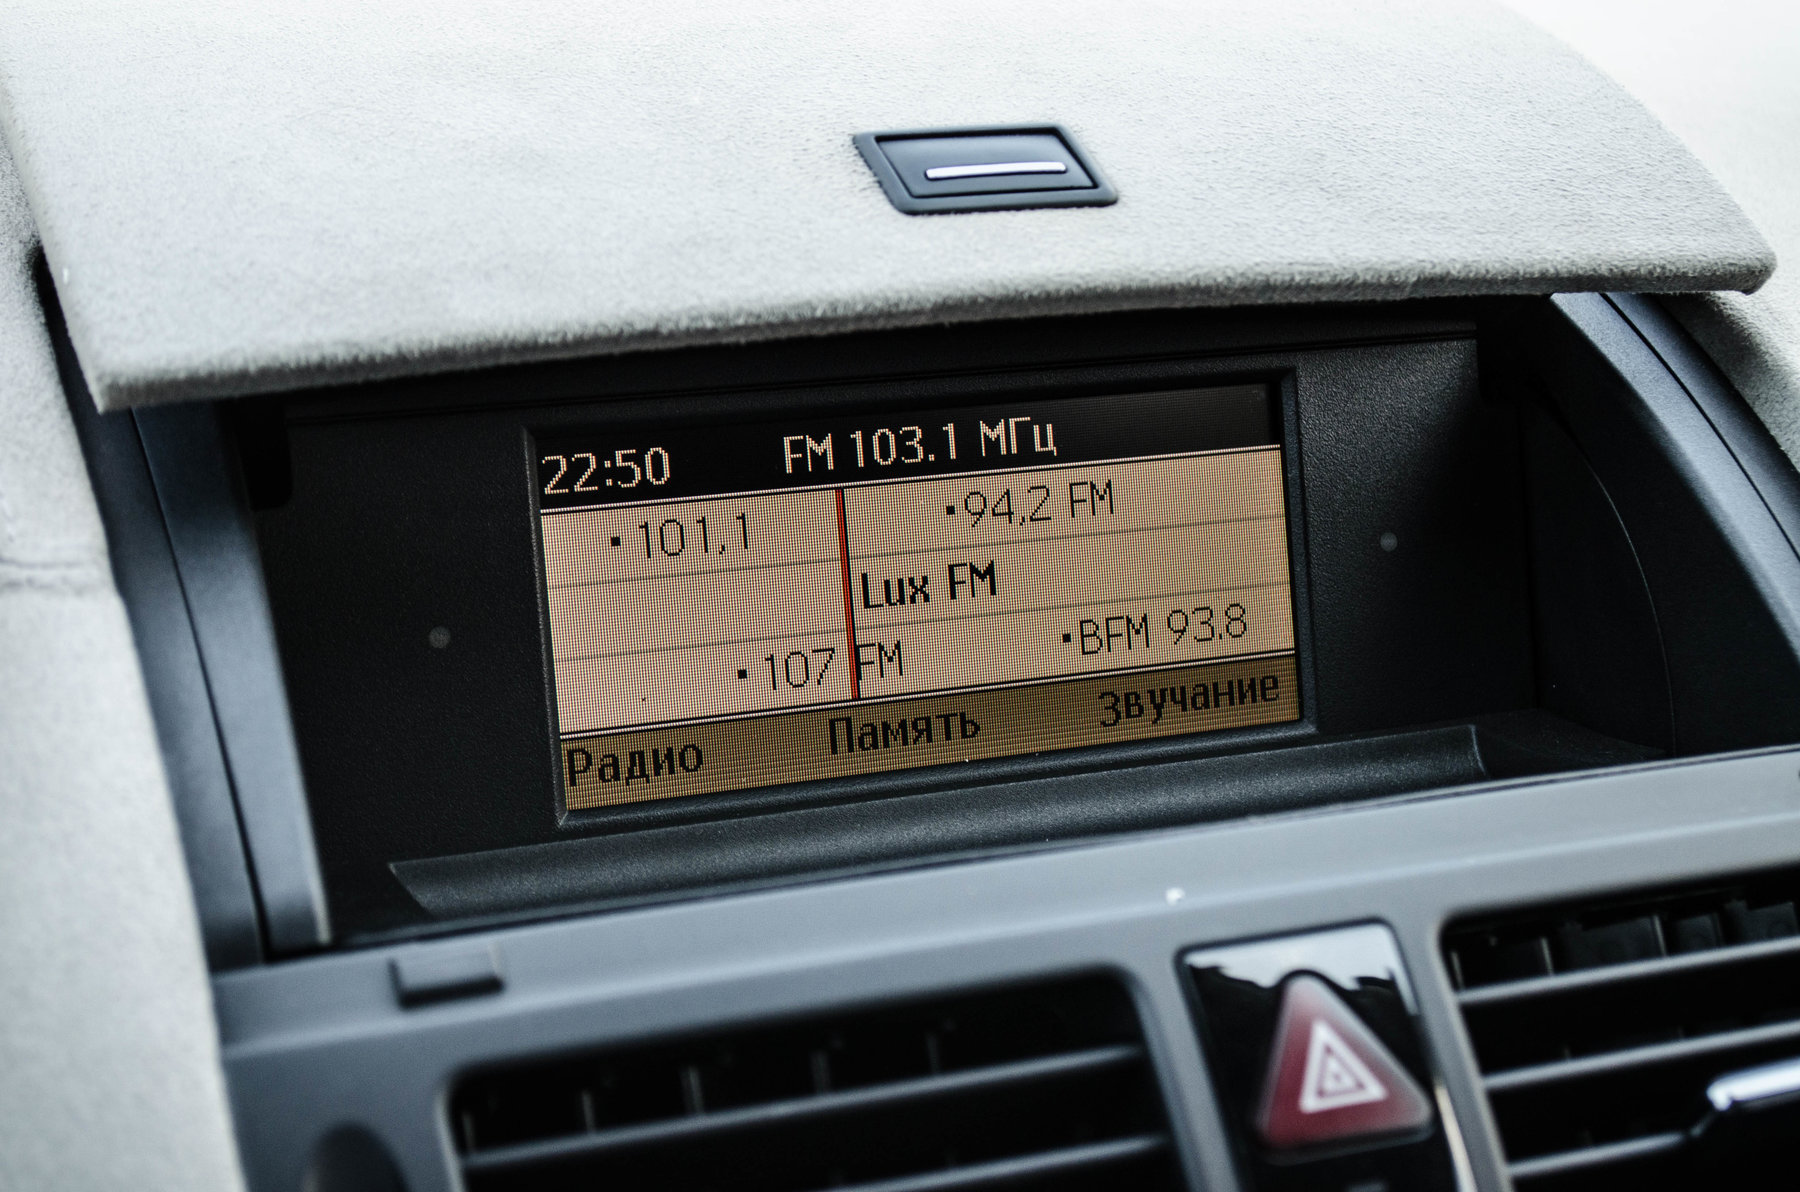 22:50 FM 103.1 МГц
·101,1 ·94,2 FM
Lux FM
·107 FM ·BFM 93.8
Радио Память Звучание